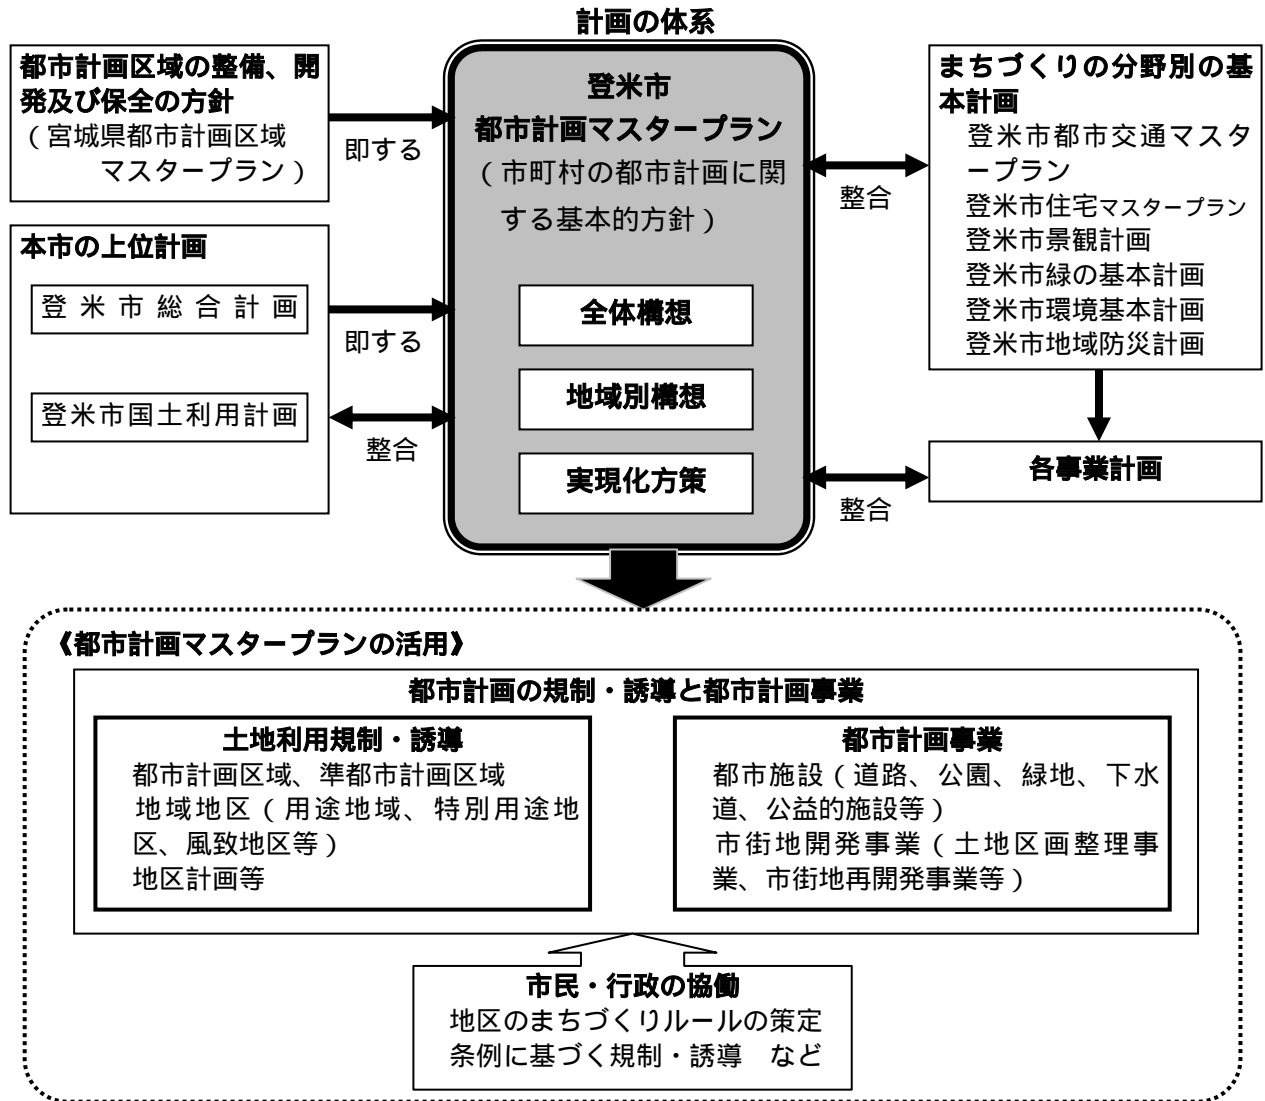 計画の体系
都市計画区域の整備、開
発及び保全の方針
（宮城県都市計画区域
マスタープラン）
即する
本市の上位計画
登米市総合計画
即する
登米市国土利用計画
整合
登米市
都市計画マスタープラン
（市町村の都市計画に関
する基本的方針）
全体構想
地域別構想
実現化方策
整合
まちづくりの分野別の基
本計画
登米市都市交通マスタ
ープラン
登米市住宅マスタープラン
登米市景観計画
登米市緑の基本計画
登米市環境基本計画
登米市地域防災計画
整合
各事業計画
《都市計画マスタープランの活用》
都市計画の規制・誘導と都市計画事業
土地利用規制・誘導
都市計画区域、準都市計画区域
地域地区（用途地域、特別用途地
区、風致地区等）
地区計画等
都市計画事業
都市施設（道路、公園、緑地、下水
道、公益的施設等）
市街地開発事業（土地区画整理事
業、市街地再開発事業等）
市民・行政の協働
地区のまちづくりルールの策定
条例に基づく規制・誘導　など